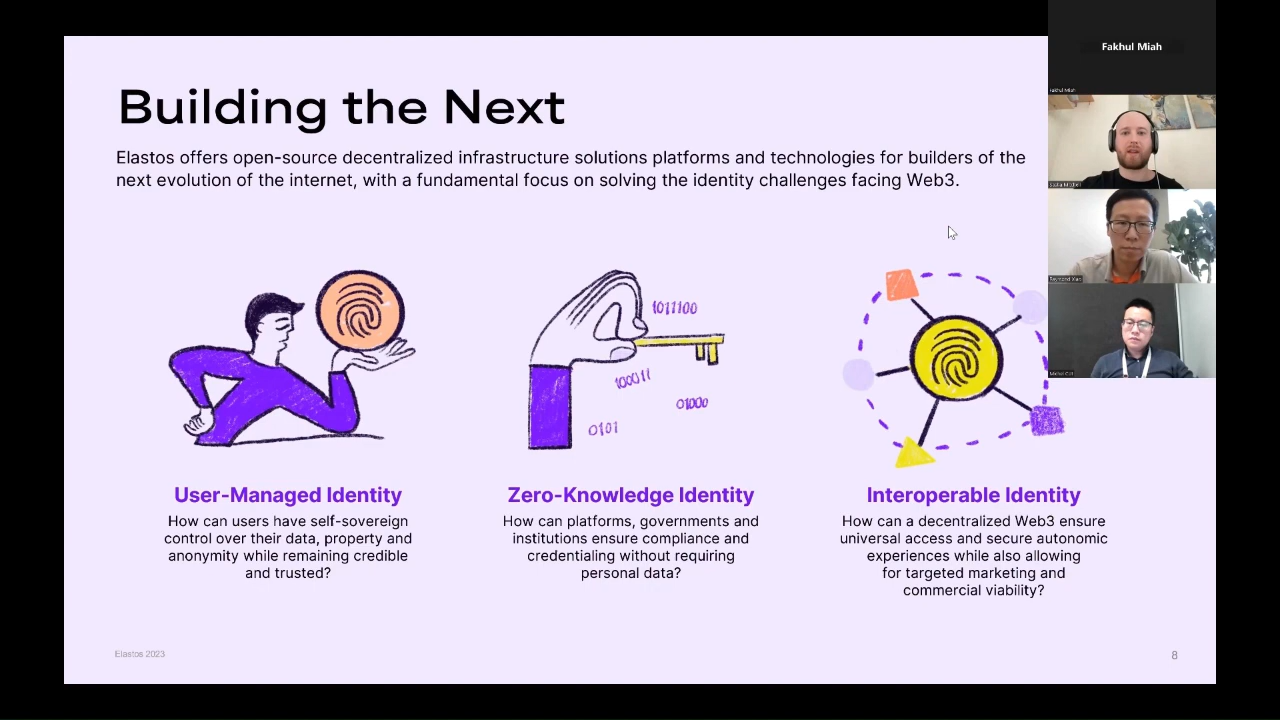 Building the Next
Elastos offers open-source decentralized infrastructure solutions platforms and technologies for builders of the
next evolution of the internet, with a fundamental focus on solving the identity challenges facing Web3.
1011100
100011
01000
0101
User-Managed Identity
How can users have self-sovereign
control over their data, property and
anonymity while remaining credible
and trusted?
Zero-Knowledge Identity
How can platforms, governments and
institutions ensure compliance and
credentialing without requiring
personal data?
Interoperable Identity
How can a decentralized Web3 ensure
universal access and secure autonomic
experiences while also allowing
for targeted marketing and
commercial viability?
Elastos 2023
8
Fakhul Miah
Fakhul Miah